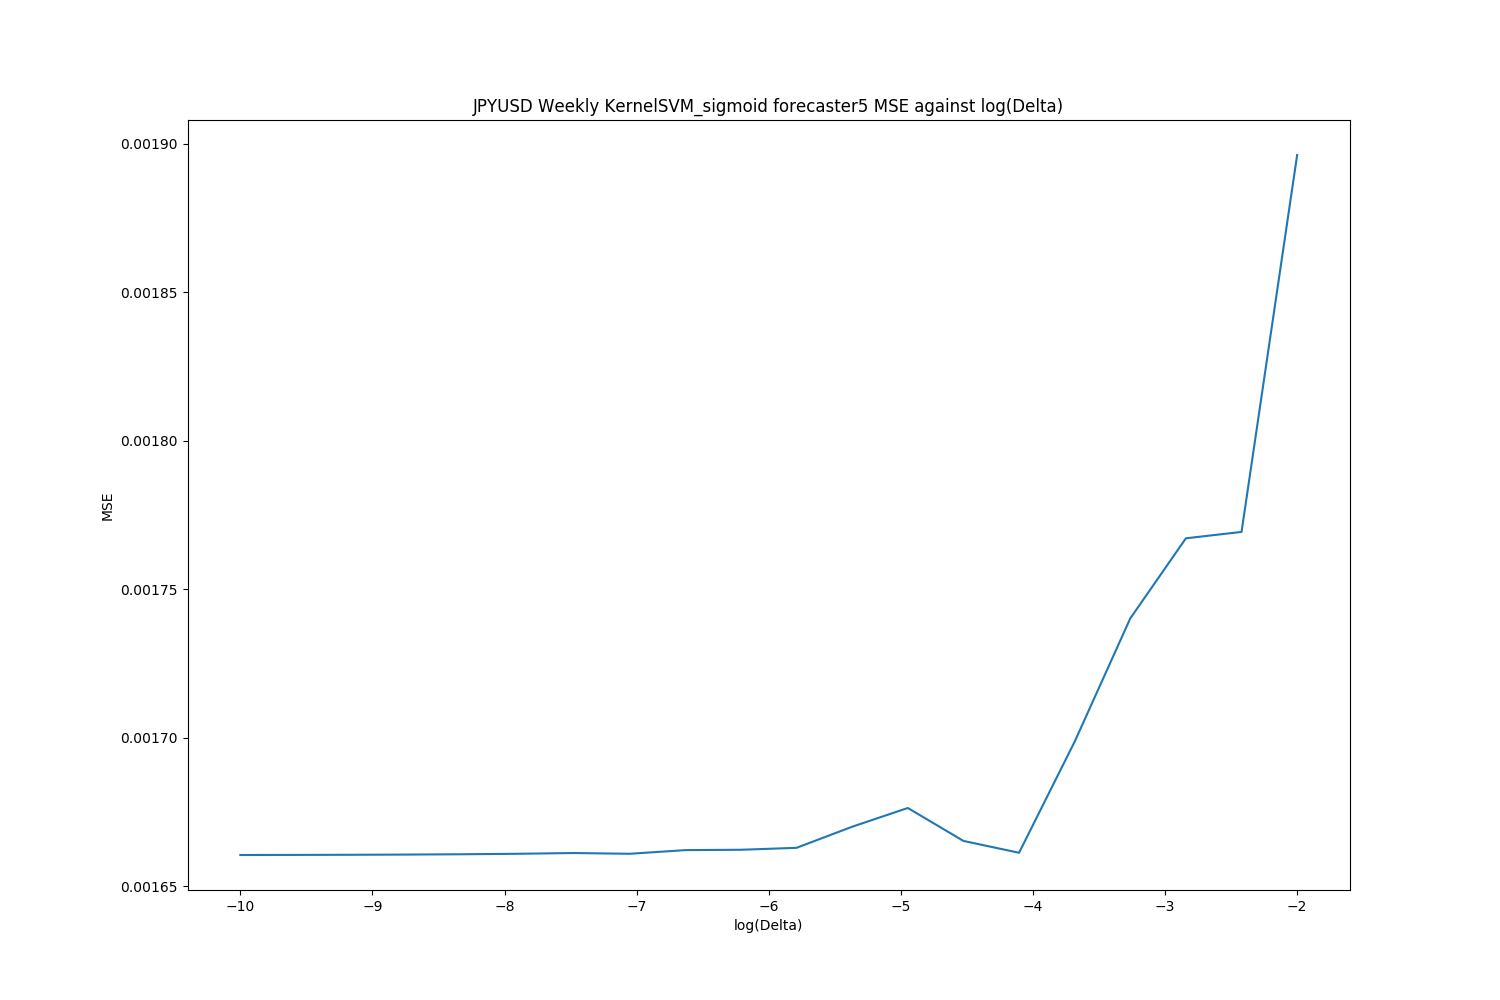 JPYUSD Weekly KernelSVM_sigmoid forecaster5 MSE against log(Delta)
0.00190
0.00185
0.00180
0.00175
0.00170
0.00165
MSE
−10 −9 −8 −7 −6 −5 −4 −3 −2
log(Delta)